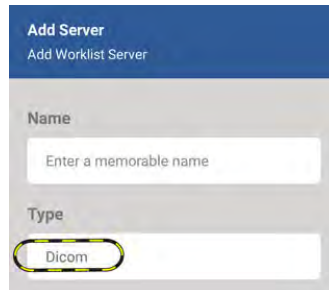 Add Server
Add Worklist Server
Name
Enter a memorable name
Type
Dicom